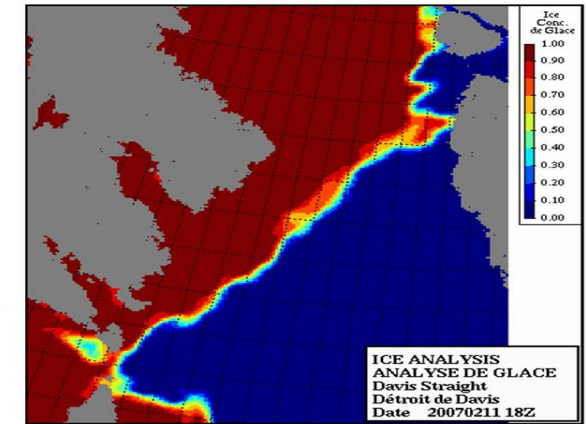 Ice
Conc.
de Glace
1.00
0.90
0.80
0.70
0.60
0.50
0.40
0.30
0.20
0.10
0.00
ICE ANALYSIS
ANALYSE DE GLACE
Davis Straight
Détroit de Davis
Date 20070211 18Z